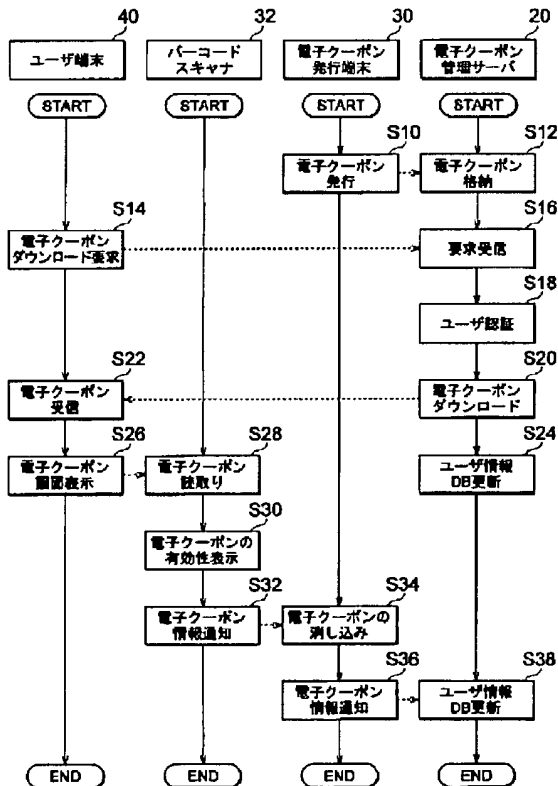 40
32
30
20
ユーザ端末
バーコード
スキャナ
電子クーポン
発行端末
電子クーポン
管理サーバ
START
START
START
START
S10
電子クーポン
発行
S12
電子クーポン
格納
S14
電子クーポン
ダウンロード要求
S16
要求受信
S18
ユーザ認証
S20
電子クーポン
ダウンロード
S22
電子クーポン
受信
S24
ユーザ情報
DB更新
S26
電子クーポン
画面表示
S28
電子クーポン
読取り
S30
電子クーポンの
有効性表示
S32
電子クーポン
情報通知
S34
電子クーポンの
消し込み
S36
電子クーポン
情報通知
S38
ユーザ情報
DB更新
END
END
END
END